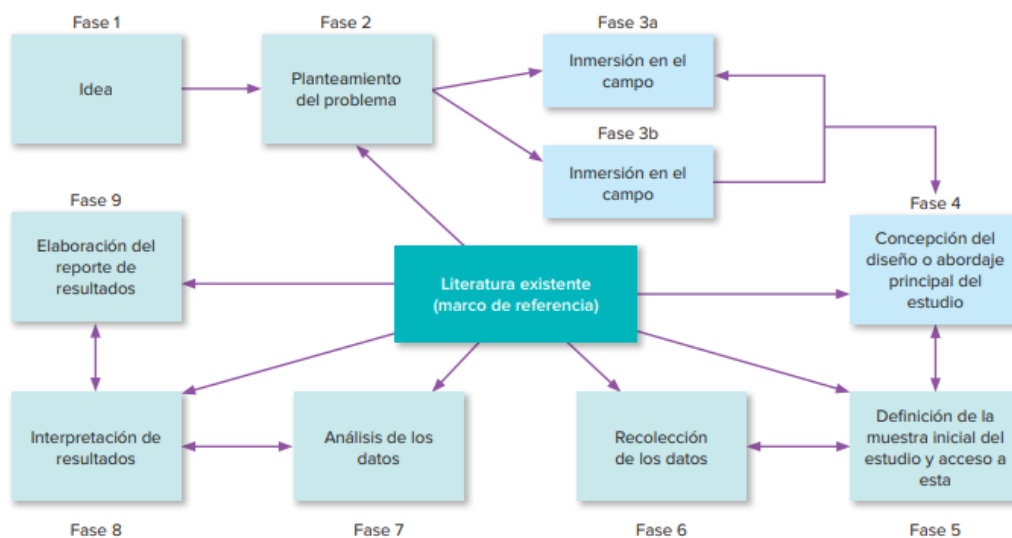 Fase 1
Idea
Fase 2
Planteamiento
del problema
Fase 3a
Inmersión en el
campo
Fase 3b
Inmersión en el
campo
Fase 4
Concepción del
diseño o abordaje
principal del
estudio
Fase 9
Elaboración del
reporte de
resultados
Literatura existente
(marco de referencia)
Interpretación de
resultados
Fase 8
Análisis de los
datos
Fase 7
Recolección
de los datos
Fase 6
Definición de la
muestra inicial del
estudio y acceso a
esta
Fase 5